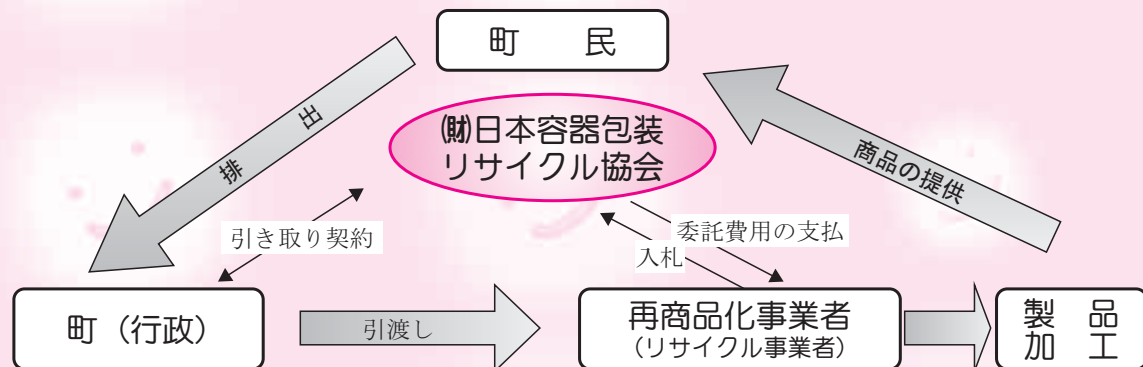 町　民
㈶日本容器包装
リサイクル協会
排出
商品の提供
引き取り契約
委託費用の支払
入札
町（行政）
引渡し
再商品化事業者
（リサイクル事業者）
製　品
加　工